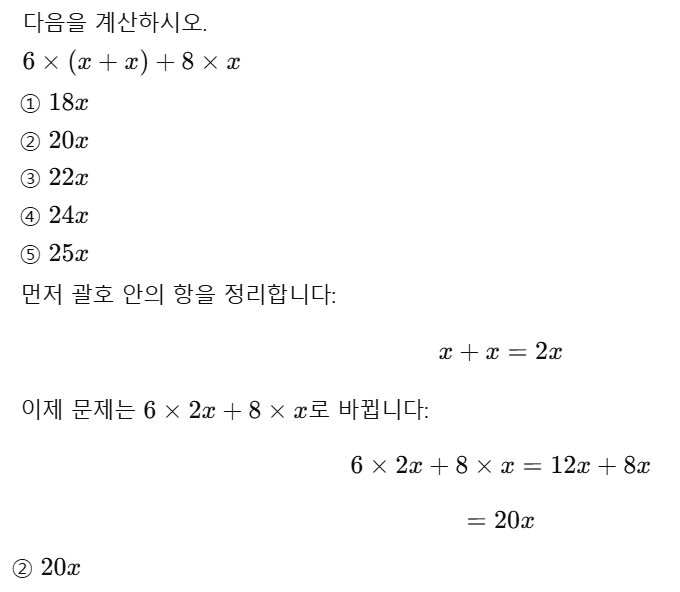 다음을 계산하시오.
6 × (x + x) + 8 × x
① 18x
② 20x
③ 22x
④ 24x
⑤ 25x
먼저 괄호 안의 항을 정리합니다:
x + x = 2x
이제 문제는 6 × 2x + 8 × x로 바뀝니다:
6 × 2x + 8 × x = 12x + 8x
= 20x
② 20x